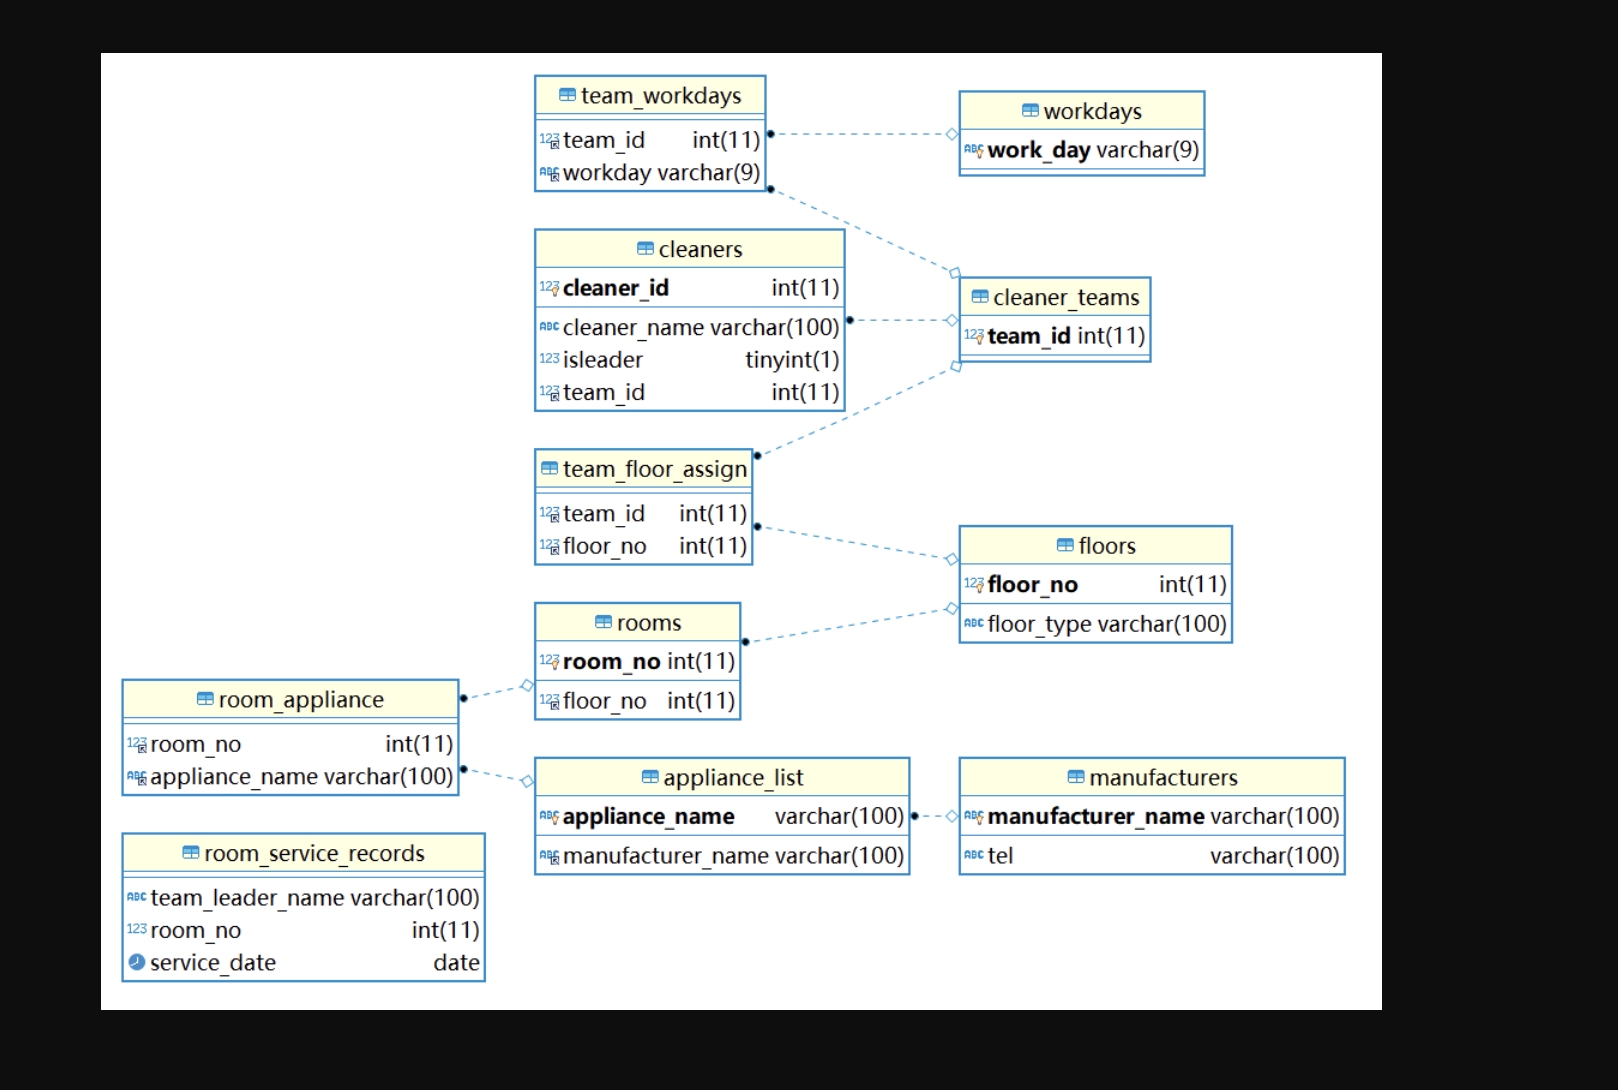 team_workdays
team_id int(11)
workday varchar(9)
workdays
work_day varchar(9)
cleaners
cleaner_id int(11)
cleaner_name varchar(100)
isleader tinyint(1)
team_id int(11)
cleaner_teams
team_id int(11)
team_floor_assign
team_id int(11)
floor_no int(11)
floors
floor_no int(11)
floor_type varchar(100)
rooms
room_no int(11)
floor_no int(11)
room_appliance
room_no int(11)
appliance_name varchar(100)
appliance_list
appliance_name varchar(100)
manufacturer_name varchar(100)
manufacturers
manufacturer_name varchar(100)
tel varchar(100)
room_service_records
team_leader_name varchar(100)
room_no int(11)
service_date date